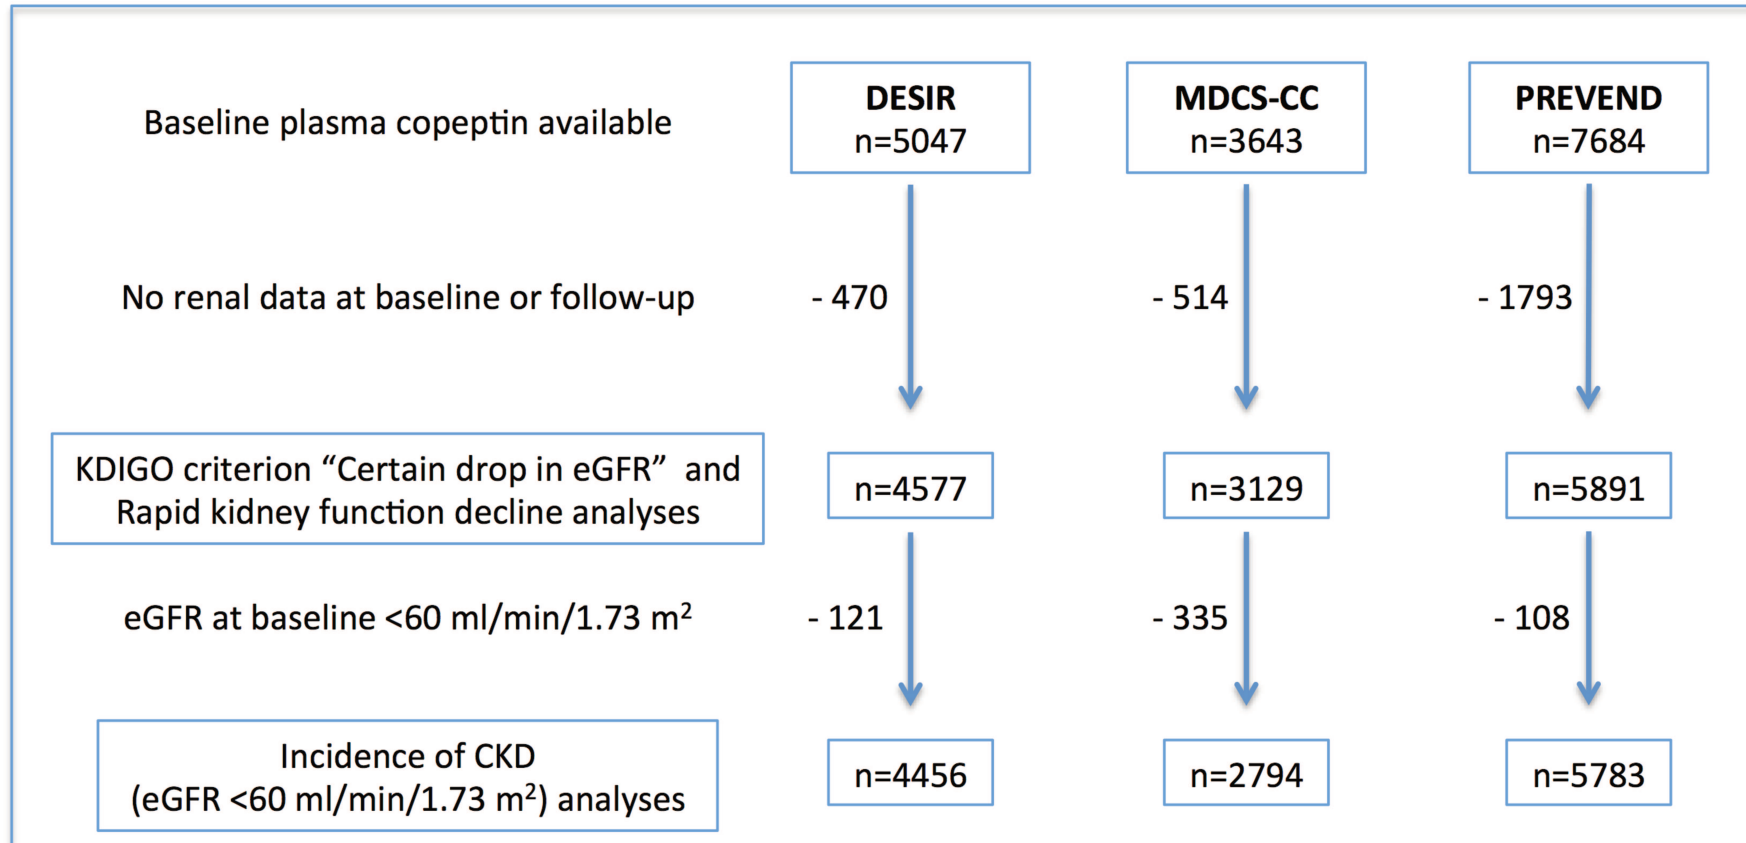 Baseline plasma copeptin available
DESIR
n=5047
MDCS-CC
n=3643
PREVEND
n=7684
No renal data at baseline or follow-up
- 470
- 514
- 1793
KDIGO criterion “Certain drop in eGFR”  and
Rapid kidney function decline analyses
n=4577
n=3129
n=5891
eGFR at baseline <60 ml/min/1.73 m²
- 121
- 335
- 108
Incidence of CKD
(eGFR <60 ml/min/1.73 m²) analyses
n=4456
n=2794
n=5783